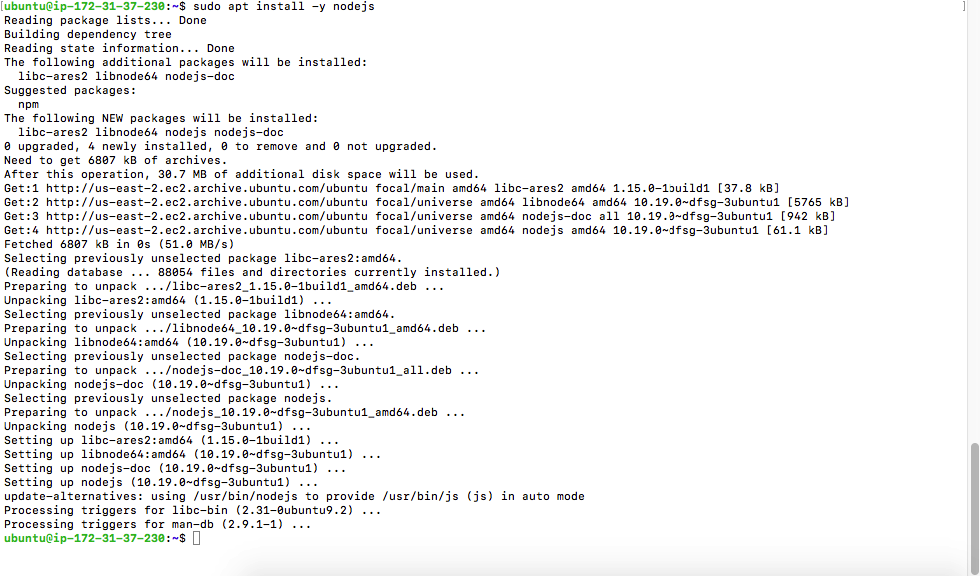 [ubuntu@ip-172-31-37-230:~$ sudo apt install -y nodejs ]
Reading package lists... Done
Building dependency tree
Reading state information... Done
The following additional packages will be installed:
  libc-ares2 libnode64 nodejs-doc
Suggested packages:
  npm
The following NEW packages will be installed:
  libc-ares2 libnode64 nodejs nodejs-doc
0 upgraded, 4 newly installed, 0 to remove and 0 not upgraded.
Need to get 6807 kB of archives.
After this operation, 30.7 MB of additional disk space will be used.
Get:1 http://us-east-2.ec2.archive.ubuntu.com/ubuntu focal/main amd64 libc-ares2 amd64 1.15.0-1build1 [37.8 kB]
Get:2 http://us-east-2.ec2.archive.ubuntu.com/ubuntu focal/universe amd64 libnode64 amd64 10.19.0~dfsg-3ubuntu1 [5765 kB]
Get:3 http://us-east-2.ec2.archive.ubuntu.com/ubuntu focal/universe amd64 nodejs-doc all 10.19.0~dfsg-3ubuntu1 [942 kB]
Get:4 http://us-east-2.ec2.archive.ubuntu.com/ubuntu focal/universe amd64 nodejs amd64 10.19.0~dfsg-3ubuntu1 [61.1 kB]
Fetched 6807 kB in 0s (51.0 MB/s)
Selecting previously unselected package libc-ares2:amd64.
(Reading database ... 88054 files and directories currently installed.)
Preparing to unpack .../libc-ares2_1.15.0-1build1_amd64.deb ...
Unpacking libc-ares2:amd64 (1.15.0-1build1) ...
Selecting previously unselected package libnode64:amd64.
Preparing to unpack .../libnode64_10.19.0~dfsg-3ubuntu1_amd64.deb ...
Unpacking libnode64:amd64 (10.19.0~dfsg-3ubuntu1) ...
Selecting previously unselected package nodejs-doc.
Preparing to unpack .../nodejs-doc_10.19.0~dfsg-3ubuntu1_all.deb ...
Unpacking nodejs-doc (10.19.0~dfsg-3ubuntu1) ...
Selecting previously unselected package nodejs.
Preparing to unpack .../nodejs_10.19.0~dfsg-3ubuntu1_amd64.deb ...
Unpacking nodejs (10.19.0~dfsg-3ubuntu1) ...
Setting up libc-ares2:amd64 (1.15.0-1build1) ...
Setting up libnode64:amd64 (10.19.0~dfsg-3ubuntu1) ...
Setting up nodejs-doc (10.19.0~dfsg-3ubuntu1) ...
Setting up nodejs (10.19.0~dfsg-3ubuntu1) ...
update-alternatives: using /usr/bin/nodejs to provide /usr/bin/js (js) in auto mode
Processing triggers for libc-bin (2.31-0ubuntu9.2) ...
Processing triggers for man-db (2.9.1-1) ...
ubuntu@ip-172-31-37-230:~$